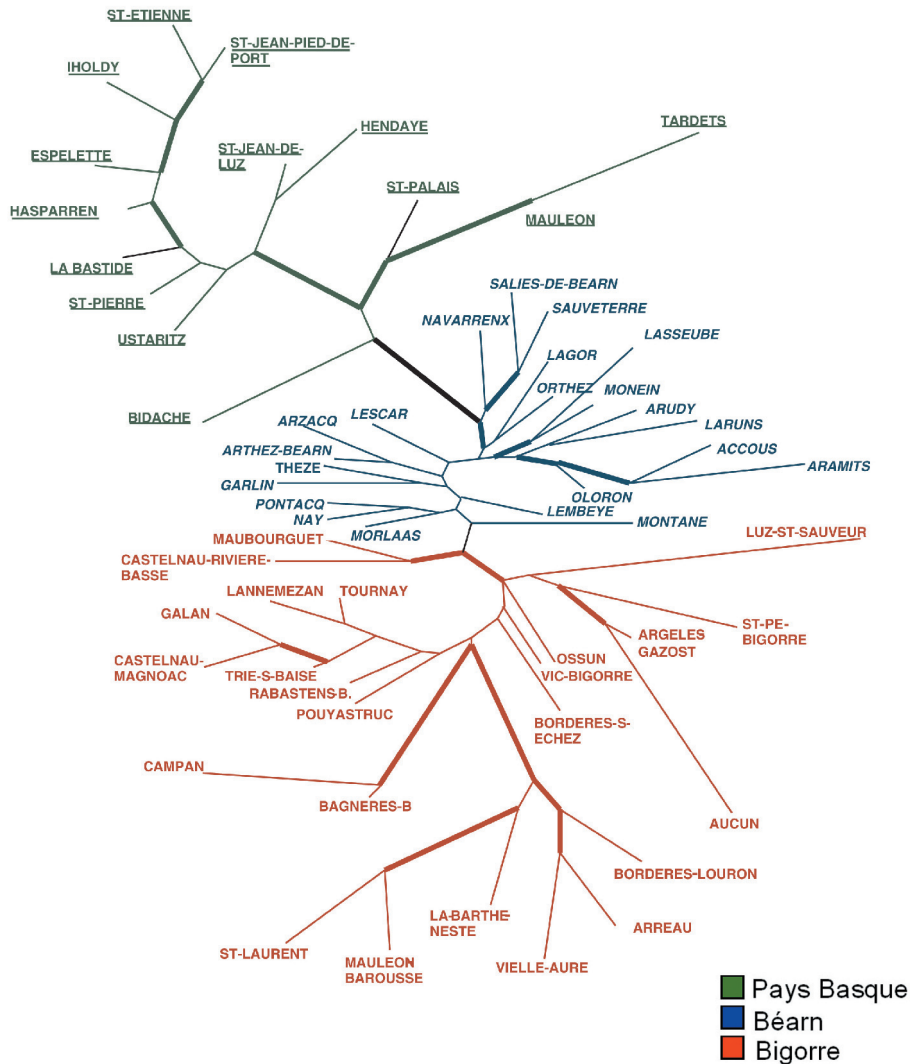 ST-ETIENNE
ST-JEAN-PIED-DE-
PORT
IHOLDY
TARDETS
HENDAYE
ST-JEAN-DE-
LUZ
ESPELETTE
ST-PALAIS
HASPARREN
MAULEON
LA BASTIDE
SALIES-DE-BEARN
ST-PIERRE
SAUVETERRE
NAVARRENX
USTARITZ
LASSEUBE
LAGOR
ORTHEZ
MONEIN
BIDACHE
LESCAR
ARZACQ
ARUDY
LARUNS
ARTHEZ-BEARN
ACCOUS
THEZE
ARAMITS
GARLIN
OLORON
PONTACQ
LEMBEYE
NAY
MONTANE
MORLAAS
LUZ-ST-SAUVEUR
MAUBOURGUET
CASTELNAU-RIVIERE-
BASSE
LANNEMEZAN
TOURNAY
GALAN
ST-PE-
BIGORRE
ARGELES
GAZOST
CASTELNAU-
MAGNOAC
OSSUN
TRIE-S-BAISE
VIC-BIGORRE
RABASTENS-B.
POUYASTRUC
BORDERES-S-
ECHEZ
CAMPAN
BAGNERES-B
AUCUN
BORDERES-LOURON
LA-BARTHE-
NESTE
ARREAU
ST-LAURENT
MAULEON-
BAROUSSE
VIELLE-AURE
Pays Basque
Béarn
Bigorre